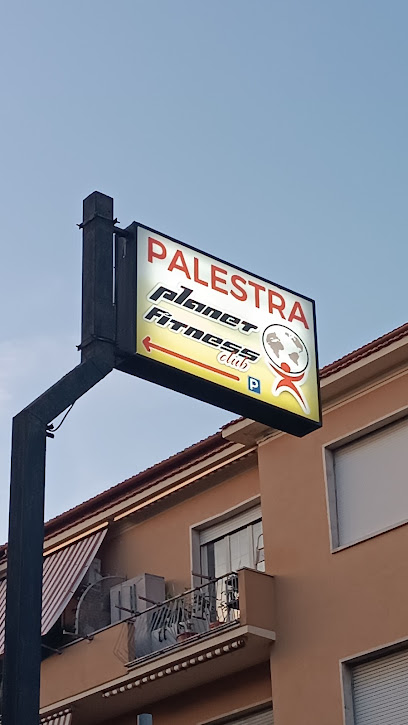 PALESTRA
planet
fitness
club
P